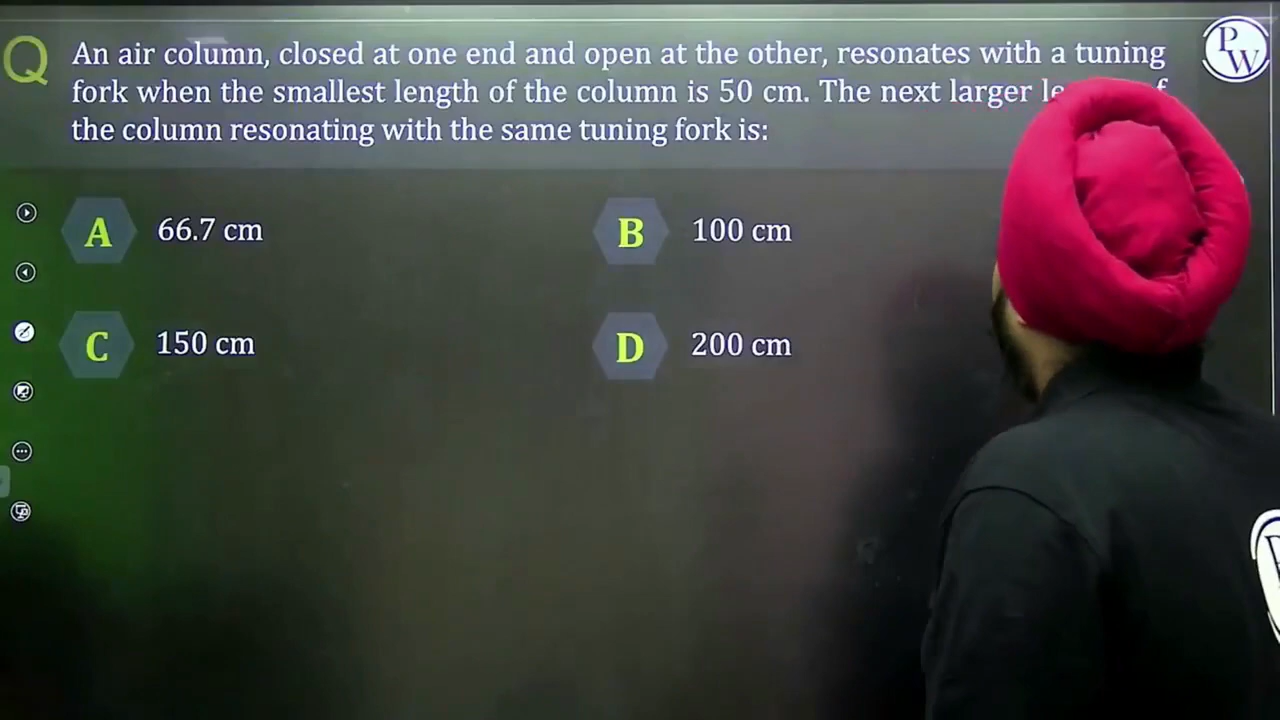 Q
An air column, closed at one end and open at the other, resonates with a tuning
fork when the smallest length of the column is 50 cm. The next larger of
the column resonating with the same tuning fork is:
A 66.7 cm
B 100 cm
C 150 cm
D 200 cm
PW